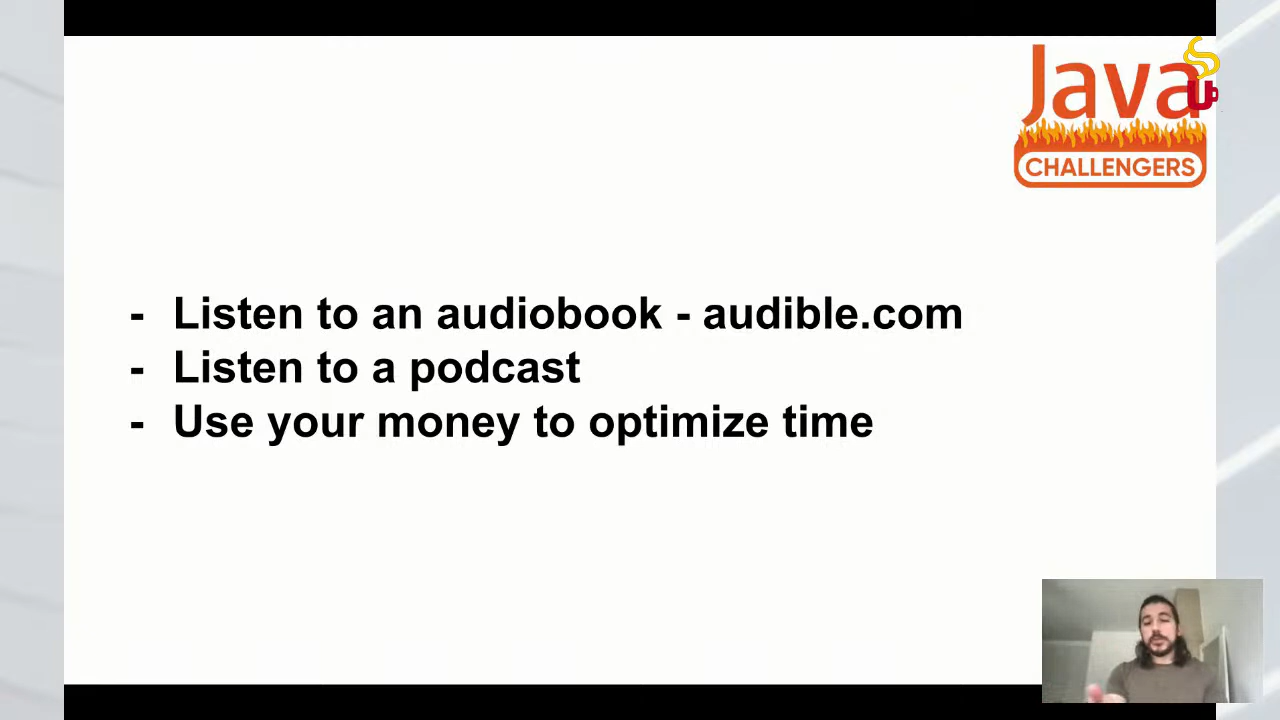 Java
CHALLENGERS
- Listen to an audiobook - audible.com
- Listen to a podcast
- Use your money to optimize time